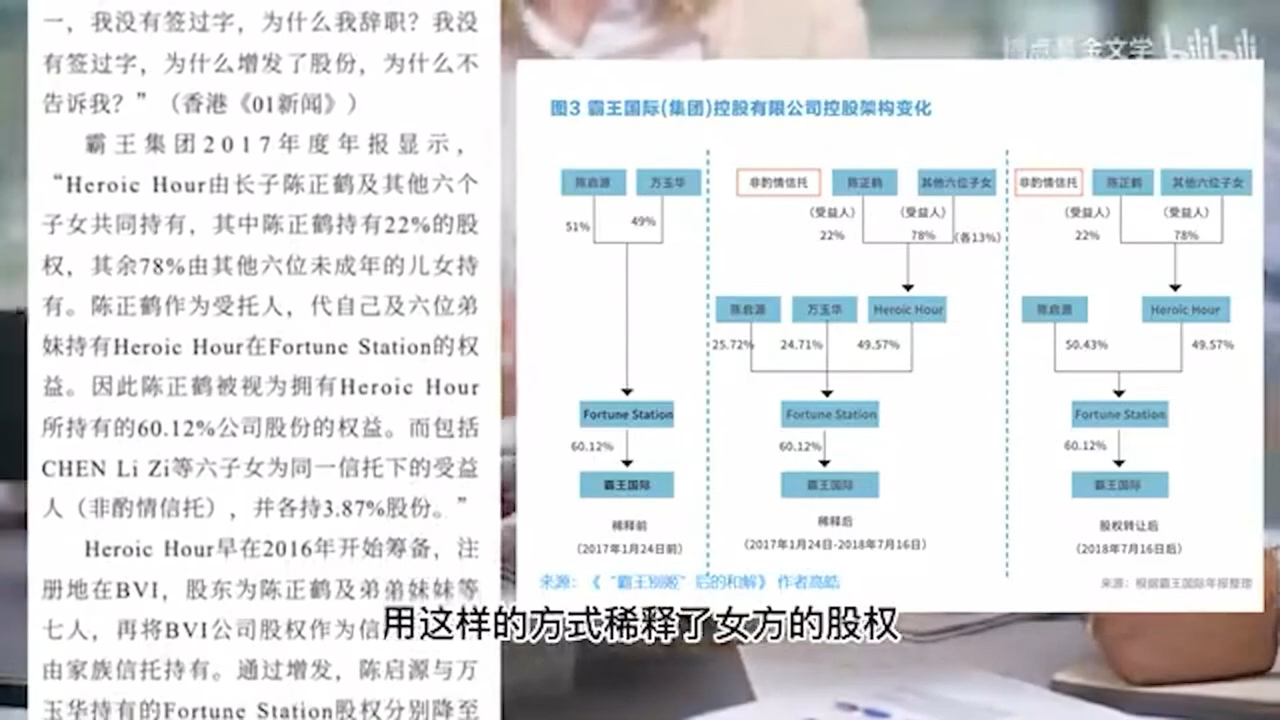 一，我没有签过字，为什么我辞职？我没
有签过字，为什么增发了股份，为什么不
告诉我？”（香港《01新闻》）
霸王集团2017年度年报显示，
“Heroic Hour由长子陈正鹤及其他六个
子女共同持有，其中陈正鹤持有22%的股
权，其余78%由其他六位未成年的儿女持
有。陈正鹤作为受托人，代自己及六位弟
妹持有Heroic Hour在Fortune Station的权
益。因此陈正鹤被视为拥有Heroic Hour
所持有的60.12%公司股份的权益。而包括
CHEN Li Zi等六子女为同一信托下的受益
人（非酌情信托），并各持3.87%股份。”
Heroic Hour早在2016年开始筹备，注
册地在BVI，股东为陈正鹤及弟弟妹妹等
七人，再将BVI公司股权作为信
由家族信托持有。通过增发，陈启源与万
玉华持有的Fortune Station股权分别降至
bilibili
图3 霸王国际(集团)控股有限公司控股架构变化
陈启源 万玉华
51% 49%
Fortune Station
60.12%
霸王国际
稀释前
（2017年1月24日前）
非酌情信托 陈正鹤 其他六位子女
（受益人） （受益人）
22% 78% （各13%）
陈启源 万玉华 Heroic Hour
25.72% 24.71% 49.57%
Fortune Station
60.12%
霸王国际
稀释后
（2017年1月24日-2018年7月16日）
非酌情信托 陈正鹤 其他六位子女
（受益人） （受益人）
22% 78%
陈启源 Heroic Hour
50.43% 49.57%
Fortune Station
60.12%
霸王国际
股权转让后
（2018年7月16日后）
来源：《“霸王别姬”后的和解》 作者高皓
来源：根据霸王国际年报整理
用这样的方式稀释了女方的股权